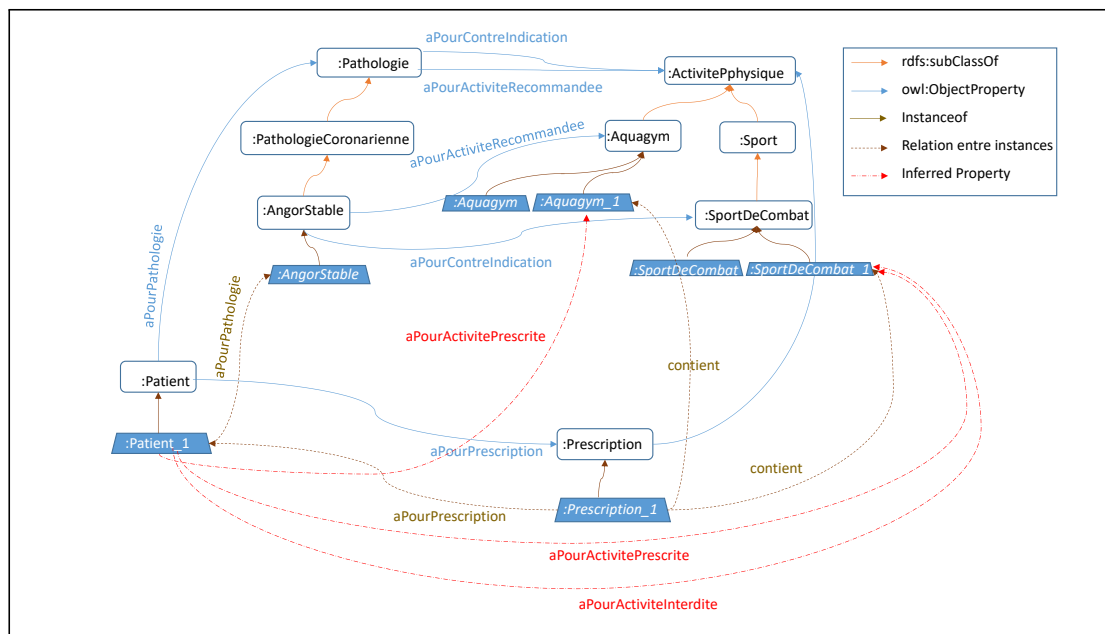 aPourContreIndication
:Pathologie
:ActivitePphysique
aPourActiviteRecommandee
rdfs:subClassOf
owl:ObjectProperty
Instanceof
Relation entre instances
Inferred Property
:PathologieCoronarienne
aPourActiviteRecommandee
:Aquagym
:Sport
:AngorStable
:Aquagym
:Aquagym_1
:SportDeCombat
aPourPathologie
aPourContreIndication
:AngorStable
:SportDeCombat
:SportDeCombat_1
aPourPathologie
aPourActivitePrescrite
contient
:Patient
:Patient_1
aPourPrescription
:Prescription
contient
aPourPrescription
:Prescription_1
aPourActivitePrescrite
aPourActiviteInterdite